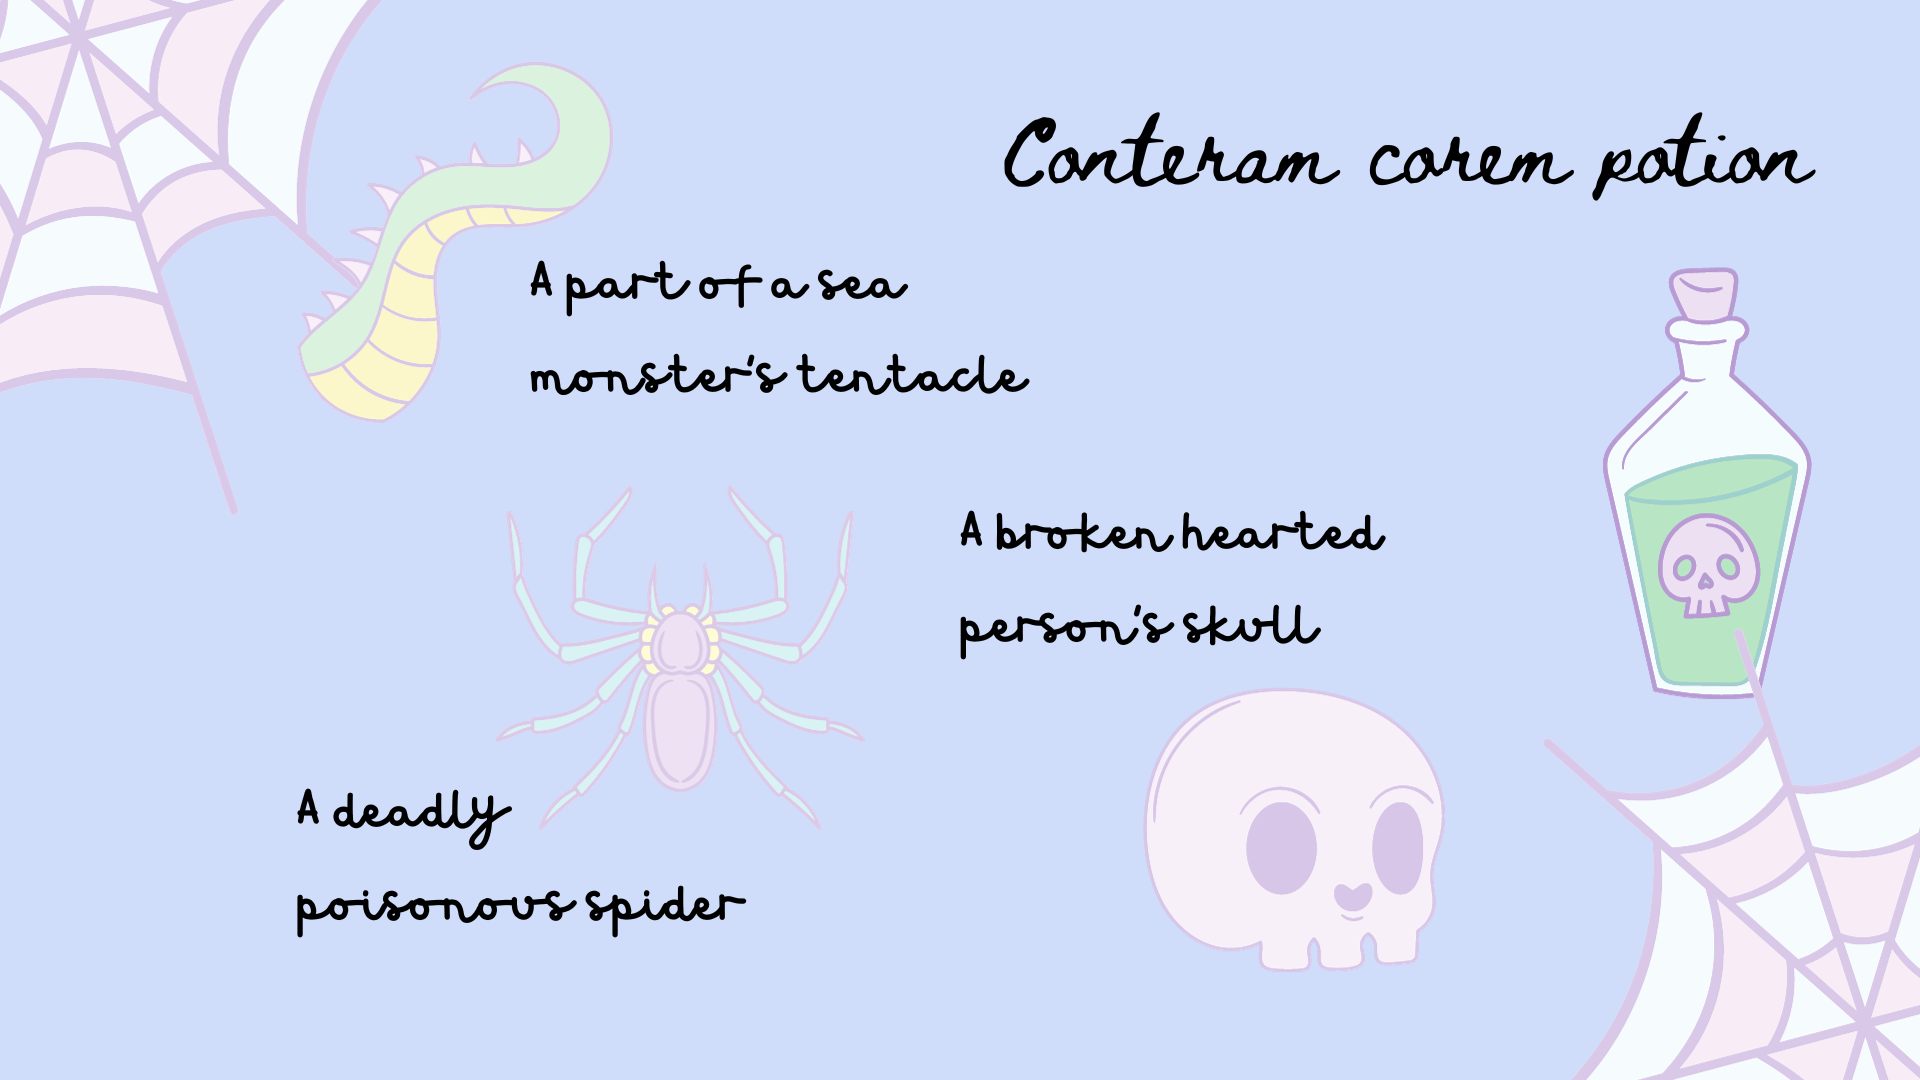 Conteram corem potion
A part of a sea
monster's tentacle
A broken hearted
person's skull
A deadly
poisonous spider